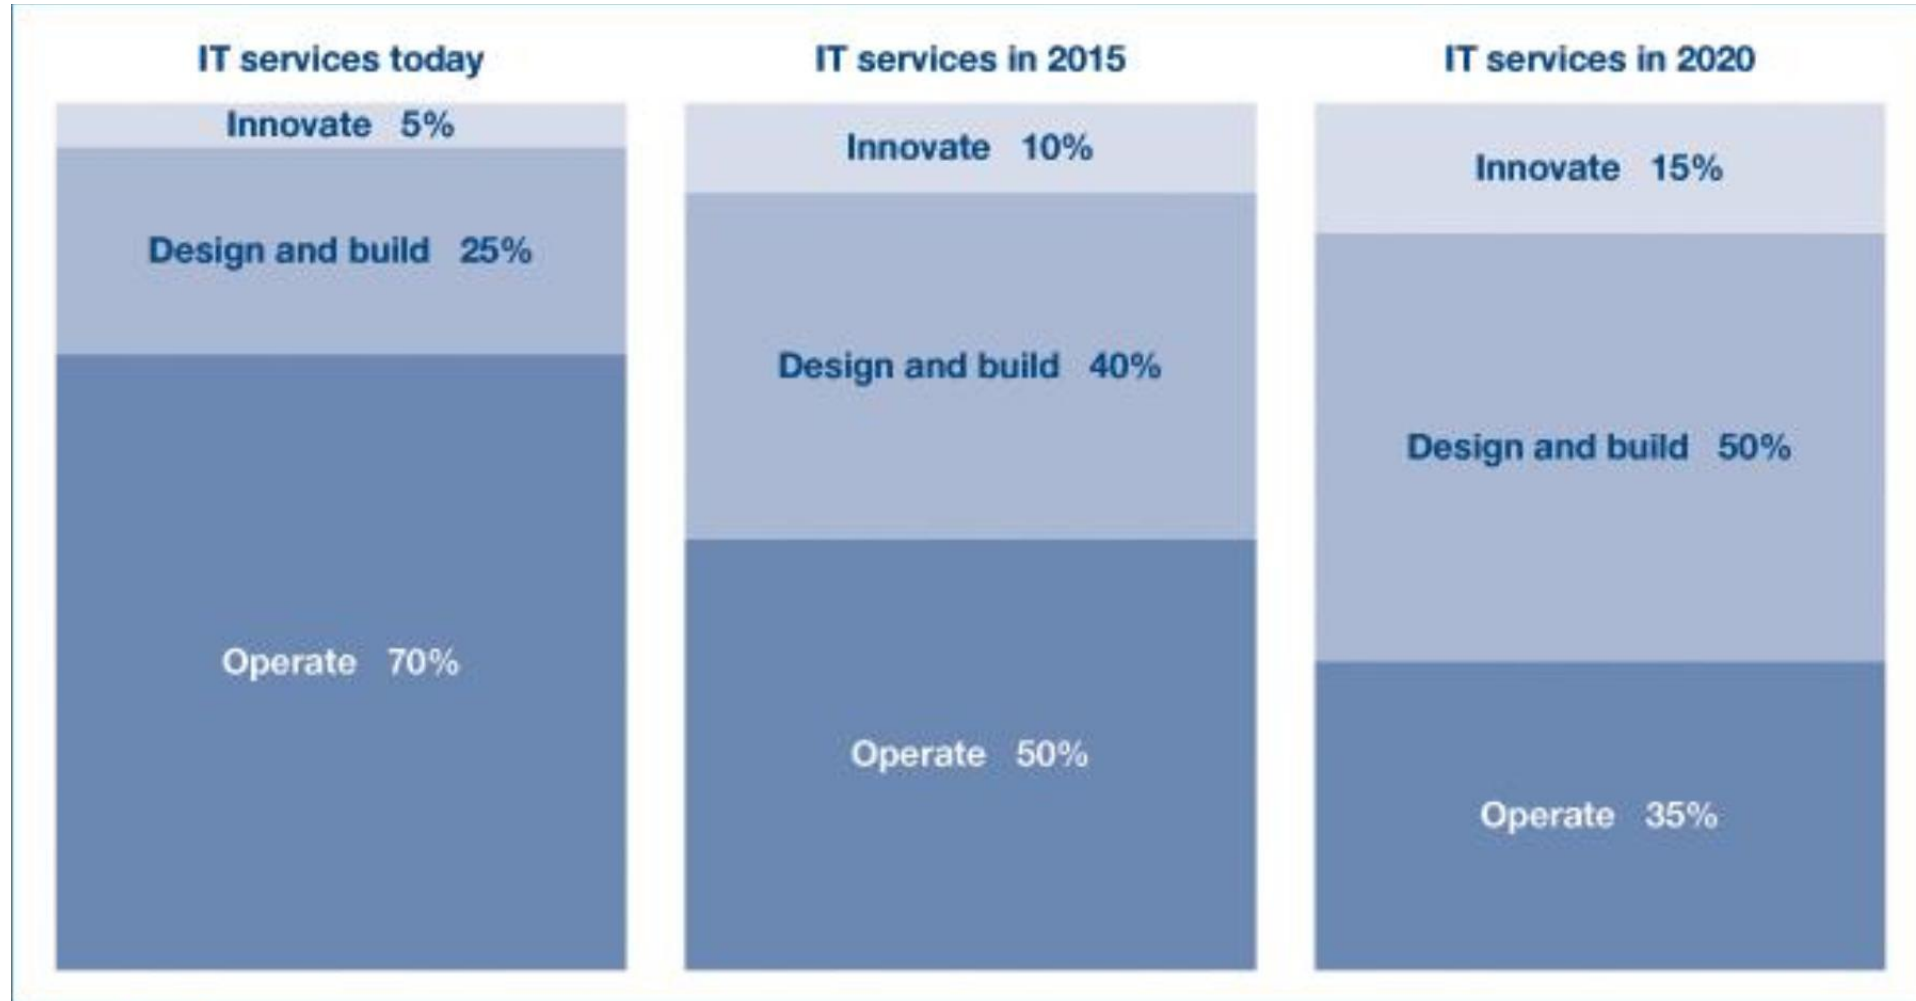 IT services today
Innovate 5%
Design and build 25%
Operate 70%
IT services in 2015
Innovate 10%
Design and build 40%
Operate 50%
IT services in 2020
Innovate 15%
Design and build 50%
Operate 35%